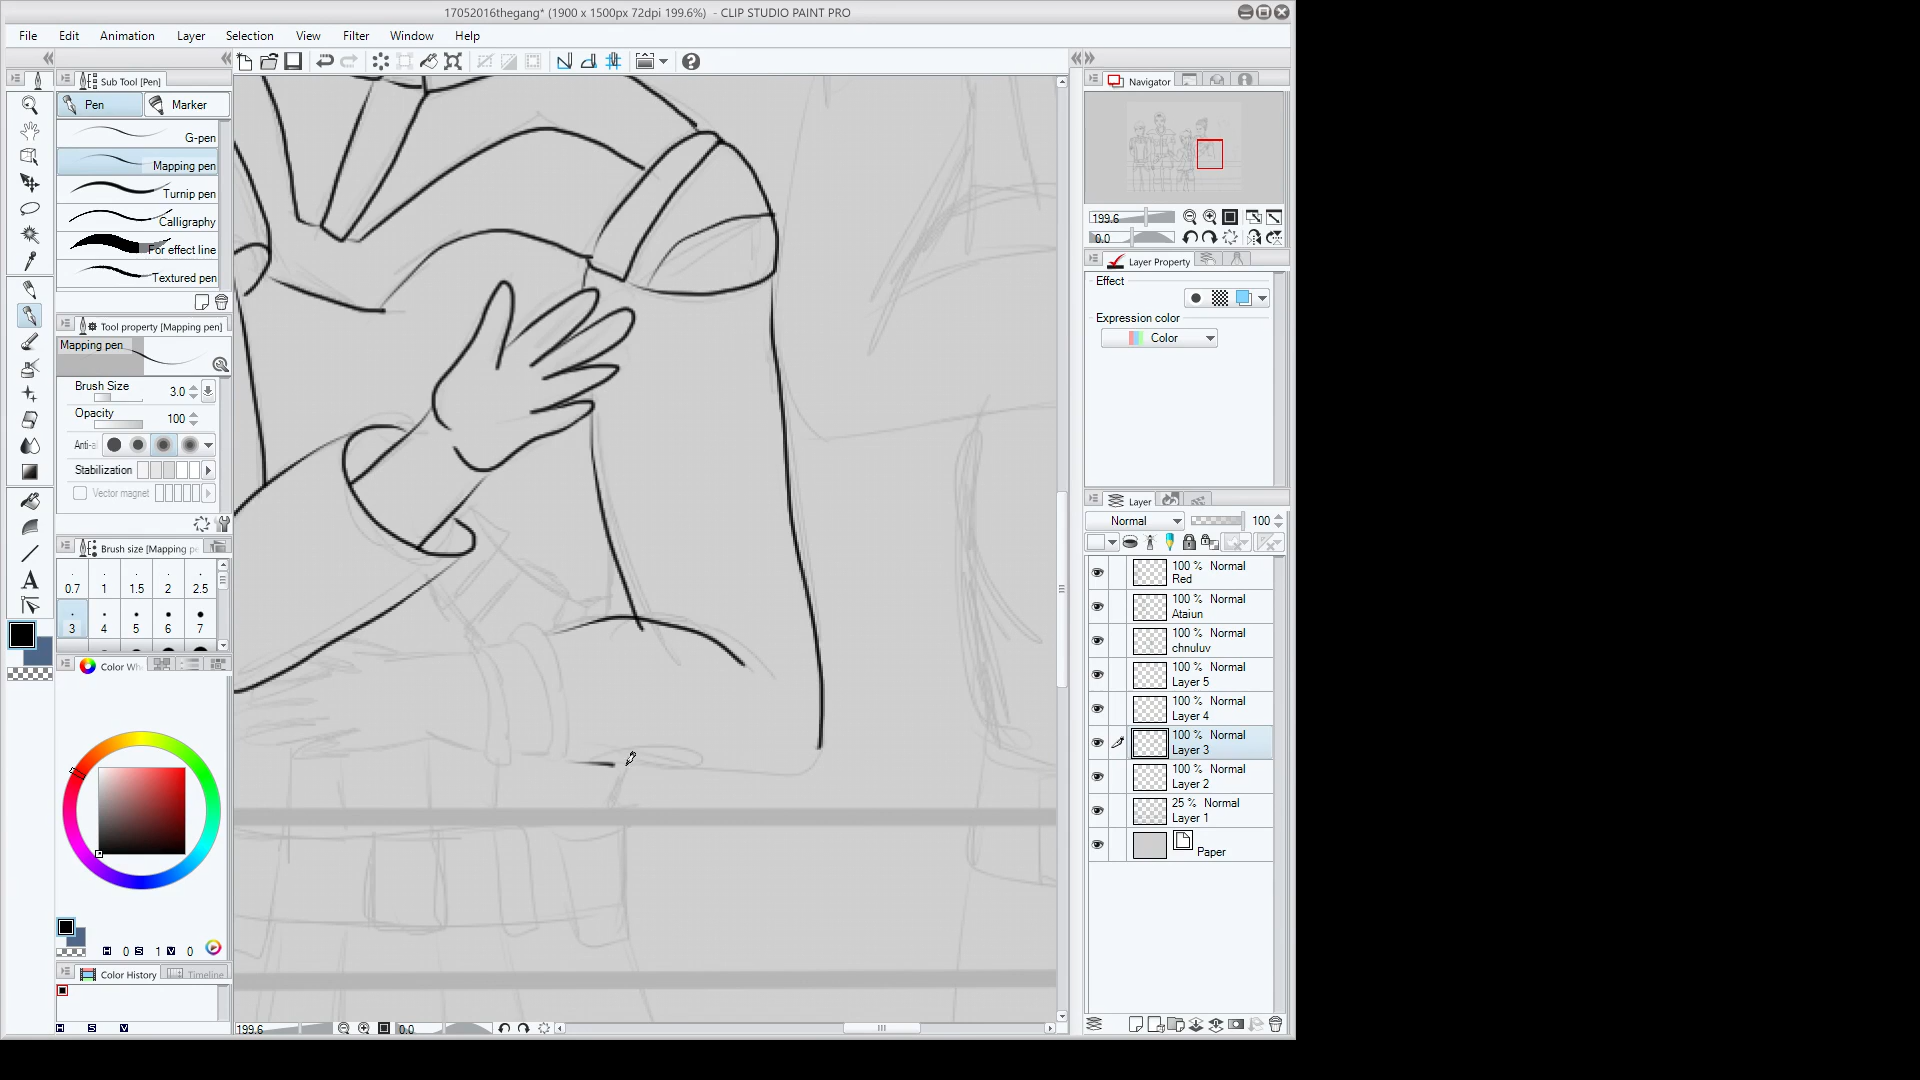 17052016thegang* (1900 x 1500px 72dpi 199.6%) - CLIP STUDIO PAINT PRO
File Edit Animation Layer Selection View Filter Window Help
Sub Tool [Pen]
Pen Marker
G-pen
Mapping pen
Turnip pen
Calligraphy
For effect line
Textured pen
Tool property [Mapping pen]
Mapping pen
Brush Size 3.0
Opacity 100
Anti-a
Stabilization
Vector magnet
Brush size [Mapping pe
0.7 1 1.5 2 2.5
3 4 5 6 7
Color Wh
H 0 S 1 V 0
Color History Timeline
H S V
199.6 0.0
Navigator
199.6
0.0
Layer Property
Effect
Expression color
Color
Layer
Normal 100
100 % Normal
Red
100 % Normal
Ataiun
100 % Normal
chnuluv
100 % Normal
Layer 5
100 % Normal
Layer 4
100 % Normal
Layer 3
100 % Normal
Layer 2
25 % Normal
Layer 1
Paper